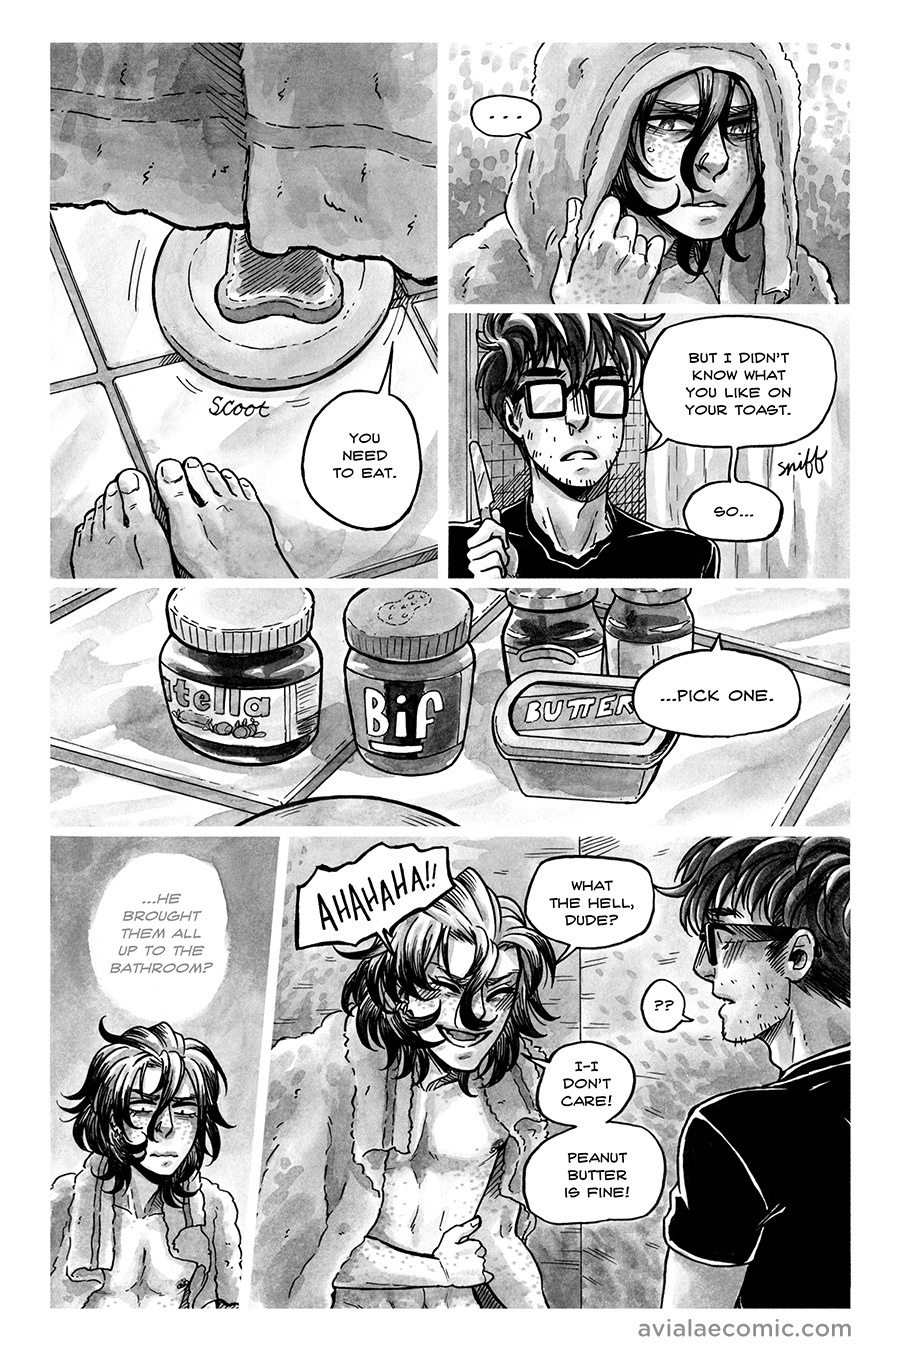 Scoot
YOU
NEED
TO EAT.
...
BUT I DIDN'T
KNOW WHAT
YOU LIKE ON
YOUR TOAST.
sniff
SO...
tella
Bif
BUTTER
...PICK ONE.
...HE
BROUGHT
THEM ALL
UP TO THE
BATHROOM?
AHAHAHA!!
WHAT
THE HELL,
DUDE?
??
I-I
DON'T
CARE!
PEANUT
BUTTER
IS FINE!
avialaecomic.com